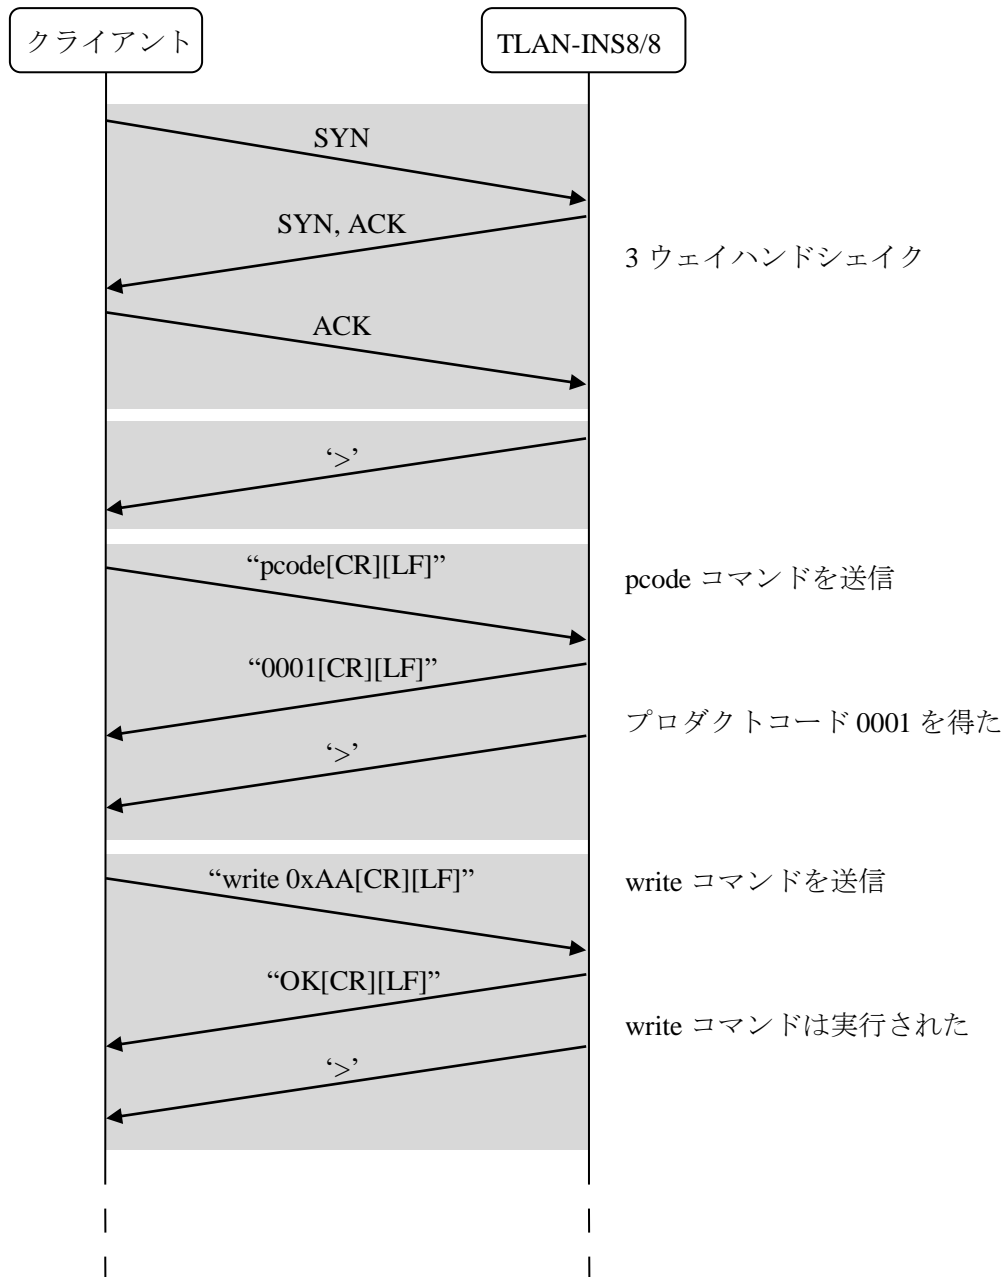 クライアント
TLAN-INS8/8
SYN
SYN, ACK
3 ウェイハンドシェイク
ACK
‘>’
“pcode[CR][LF]”
pcode コマンドを送信
“0001[CR][LF]”
プロダクトコード 0001 を得た
‘>’
“write 0xAA[CR][LF]”
write コマンドを送信
“OK[CR][LF]”
write コマンドは実行された
‘>’